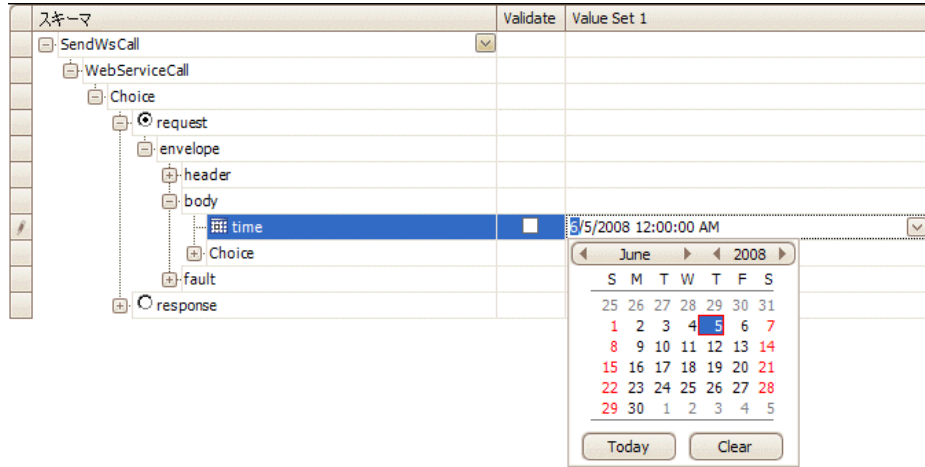 スキーマ Validate Value Set 1
SendWsCall
WebServiceCall
Choice
request
envelope
header
body
time 6/5/2008 12:00:00 AM
Choice
June 2008
fault
S M T W T F S
response
25 26 27 28 29 30 31
1 2 3 4 5 6 7
8 9 10 11 12 13 14
15 16 17 18 19 20 21
22 23 24 25 26 27 28
29 30 1 2 3 4 5
Today Clear